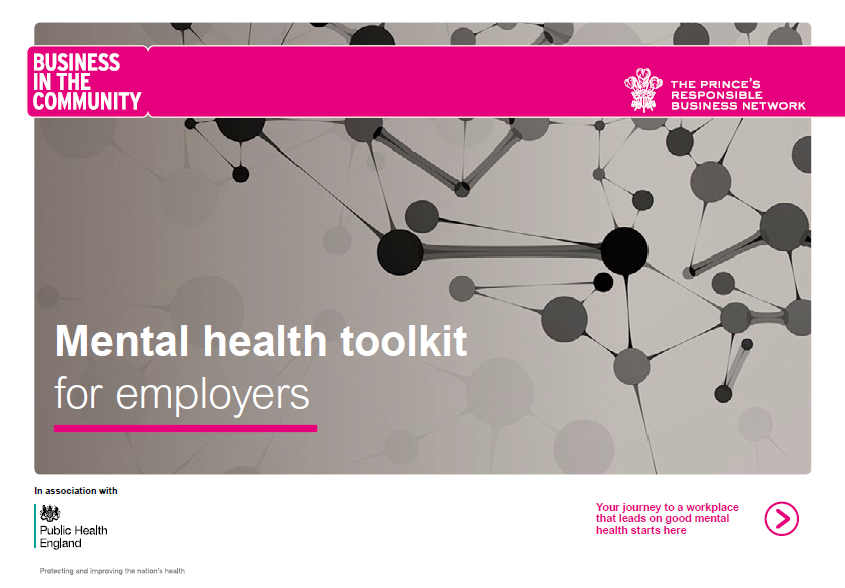 BUSINESS
IN THE
COMMUNITY
THE PRINCE'S
RESPONSIBLE
BUSINESS NETWORK
Mental health toolkit
for employers
In association with
Public Health
England
Protecting and improving the nation's health
Your journey to a workplace
that leads on good mental
health starts here